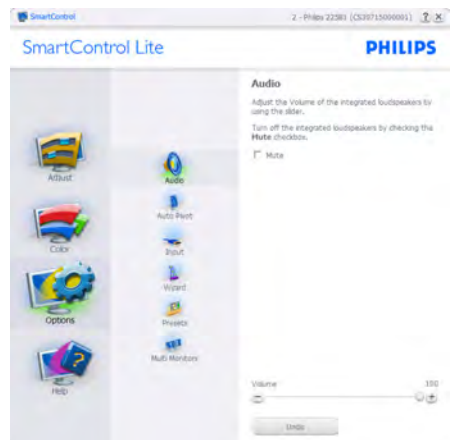 SmartControl
2 - Philips 225B1 (CS39715000001) ? X
SmartControl Lite
PHILIPS
Audio
Adjust the Volume of the integrated loudspeakers by
using the slider.
Turn off the integrated loudspeakers by checking the
Mute checkbox.
Mute
Adjust
Color
Options
Help
Audio
Auto Pivot
Input
Wizard
Presets
Multi Monitors
Volume 100
Undo